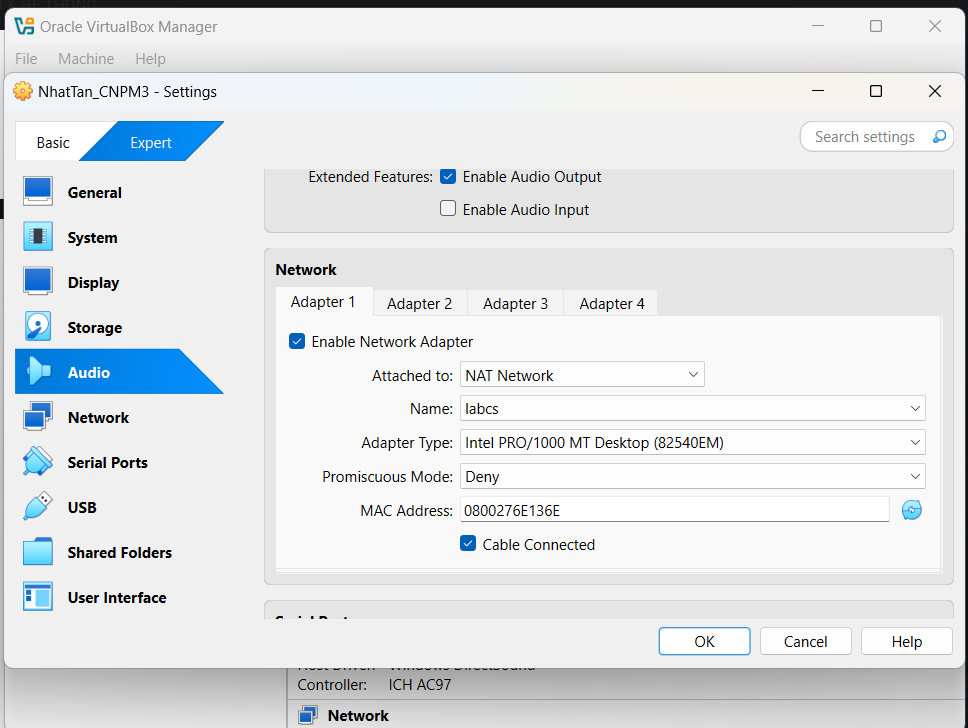 Oracle VirtualBox Manager
File Machine Help
NhatTan_CNPM3 - Settings
Basic Expert Search settings
General
System
Display
Storage
Audio
Network
Serial Ports
USB
Shared Folders
User Interface
Extended Features: Enable Audio Output
Enable Audio Input
Network
Adapter 1 Adapter 2 Adapter 3 Adapter 4
Enable Network Adapter
Attached to: NAT Network
Name: labcs
Adapter Type: Intel PRO/1000 MT Desktop (82540EM)
Promiscuous Mode: Deny
MAC Address: 0800276E136E
Cable Connected
OK Cancel Help
Controller: ICH AC97
Network